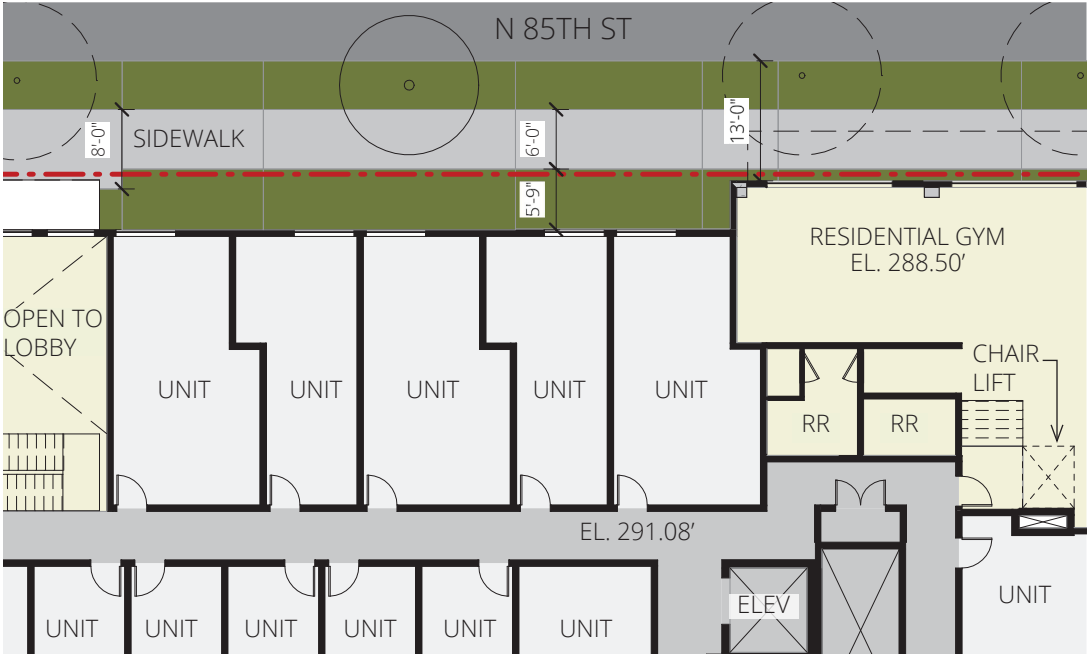 N 85TH ST
8'-0"
SIDEWALK
6'-0"
13'-0"
5'-9"
RESIDENTIAL GYM
EL. 288.50'
OPEN TO
LOBBY
CHAIR
LIFT
UNIT
UNIT
UNIT
UNIT
UNIT
RR
RR
EL. 291.08'
UNIT
ELEV
UNIT
UNIT
UNIT
UNIT
UNIT
UNIT